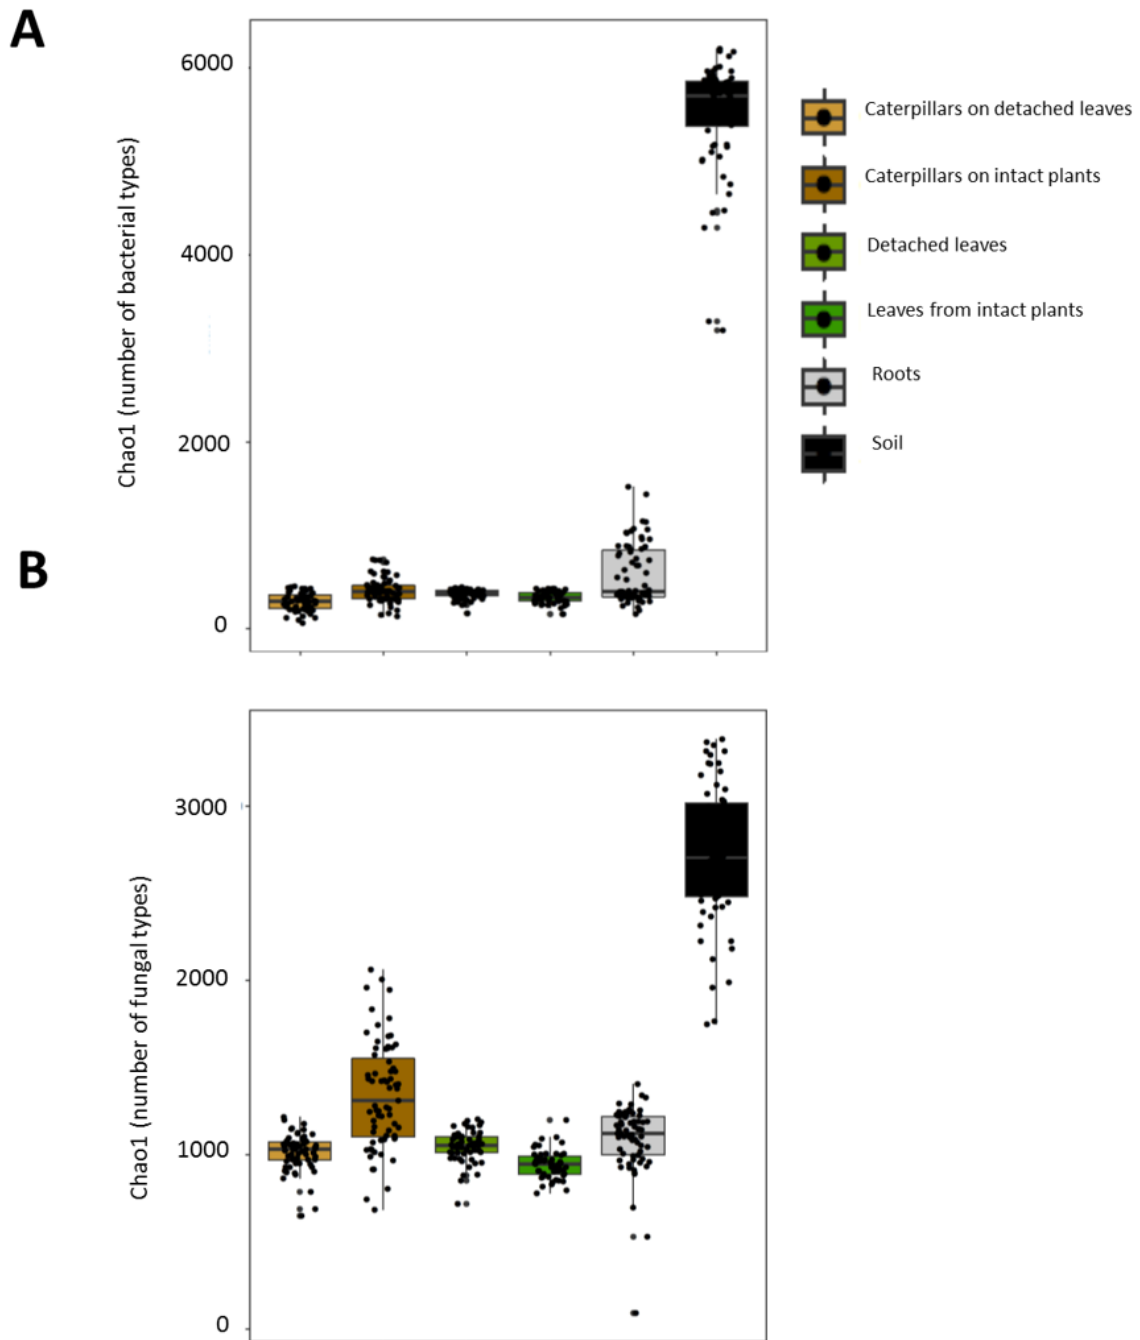 A
Chao1 (number of bacterial types)
6000
4000
2000
0
Caterpillars on detached leaves
Caterpillars on intact plants
Detached leaves
Leaves from intact plants
Roots
Soil
B
Chao1 (number of fungal types)
3000
2000
1000
0